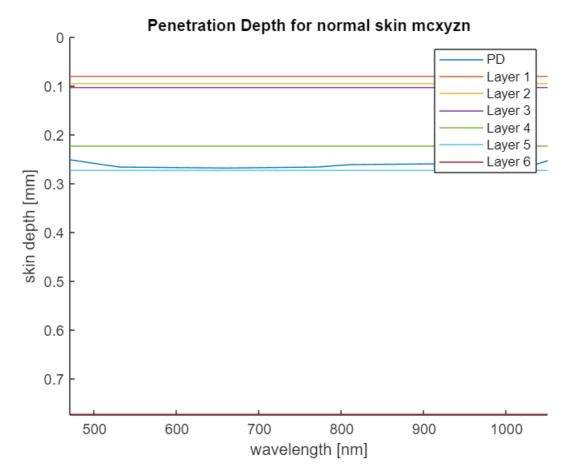 Penetration Depth for normal skin mcxyzn
0
0.1
0.2
0.3
0.4
0.5
0.6
0.7
skin depth [mm]
PD
Layer 1
Layer 2
Layer 3
Layer 4
Layer 5
Layer 6
500 600 700 800 900 1000
wavelength [nm]